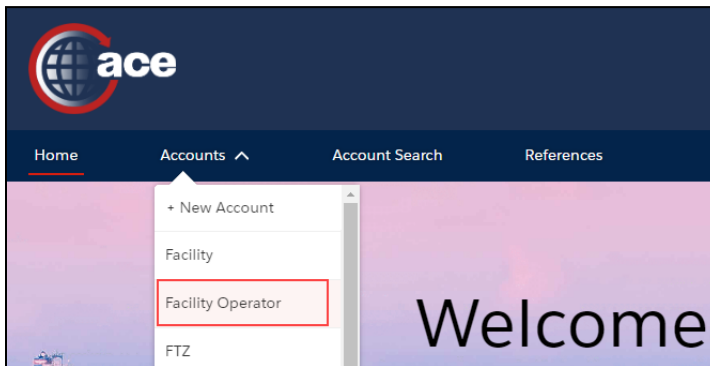 ace
Home Accounts Account Search References
+ New Account
Facility
Facility Operator
Welcome
FTZ